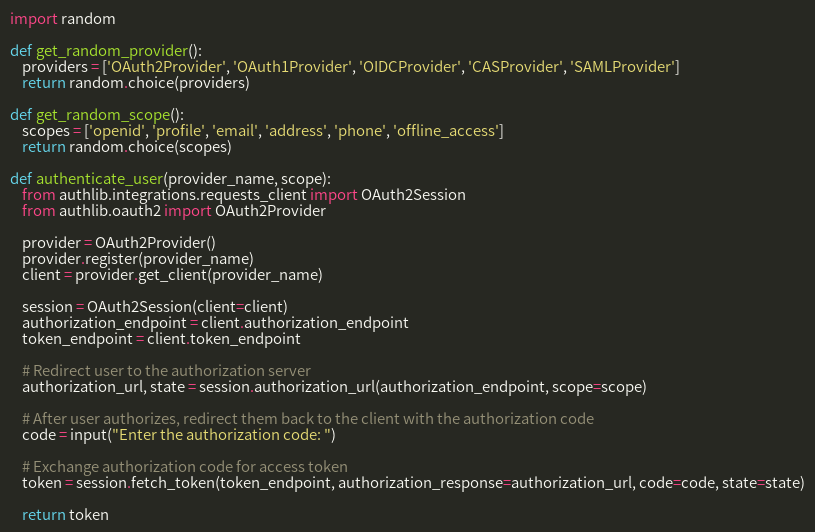 import random
def get_random_provider():
providers = ['OAuth2Provider', 'OAuth1Provider', 'OIDCProvider', 'CASProvider', 'SAMLProvider']
return random.choice(providers)
def get_random_scope():
scopes = ['openid', 'profile', 'email', 'address', 'phone', 'offline_access']
return random.choice(scopes)
def authenticate_user(provider_name, scope):
from authlib.integrations.requests_client import OAuth2Session
from authlib.oauth2 import OAuth2Provider
provider = OAuth2Provider()
provider.register(provider_name)
client = provider.get_client(provider_name)
session = OAuth2Session(client=client)
authorization_endpoint = client.authorization_endpoint
token_endpoint = client.token_endpoint
# Redirect user to the authorization server
authorization_url, state = session.authorization_url(authorization_endpoint, scope=scope)
# After user authorizes, redirect them back to the client with the authorization code
code = input("Enter the authorization code: ")
# Exchange authorization code for access token
token = session.fetch_token(token_endpoint, authorization_response=authorization_url, code=code, state=state)
return token